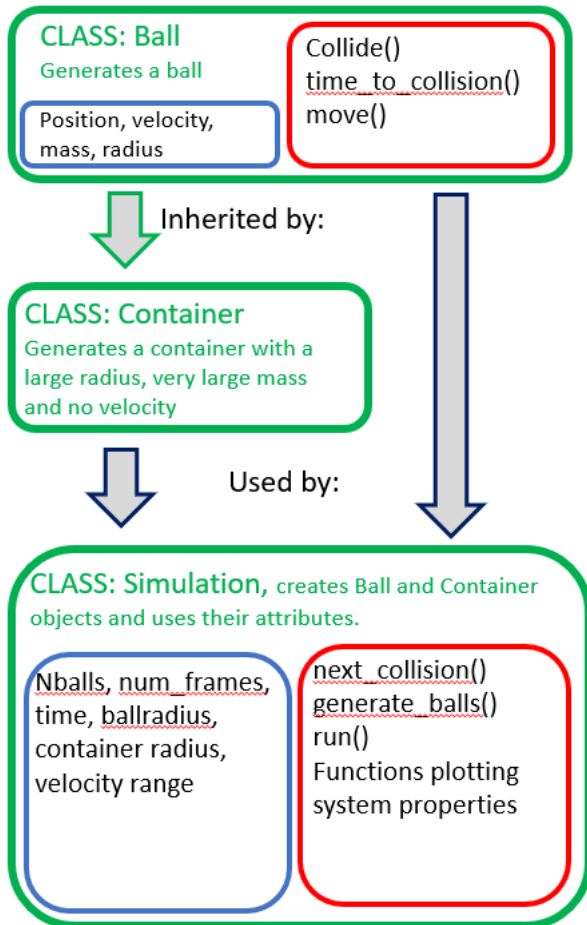 CLASS: Ball
Generates a ball
Position, velocity,
mass, radius
Collide()
time_to_collision()
move()
Inherited by:
CLASS: Container
Generates a container with a
large radius, very large mass
and no velocity
Used by:
CLASS: Simulation, creates Ball and Container
objects and uses their attributes.
Nballs, num_frames,
time, ballradius,
container radius,
velocity range
next_collision()
generate_balls()
run()
Functions plotting
system properties